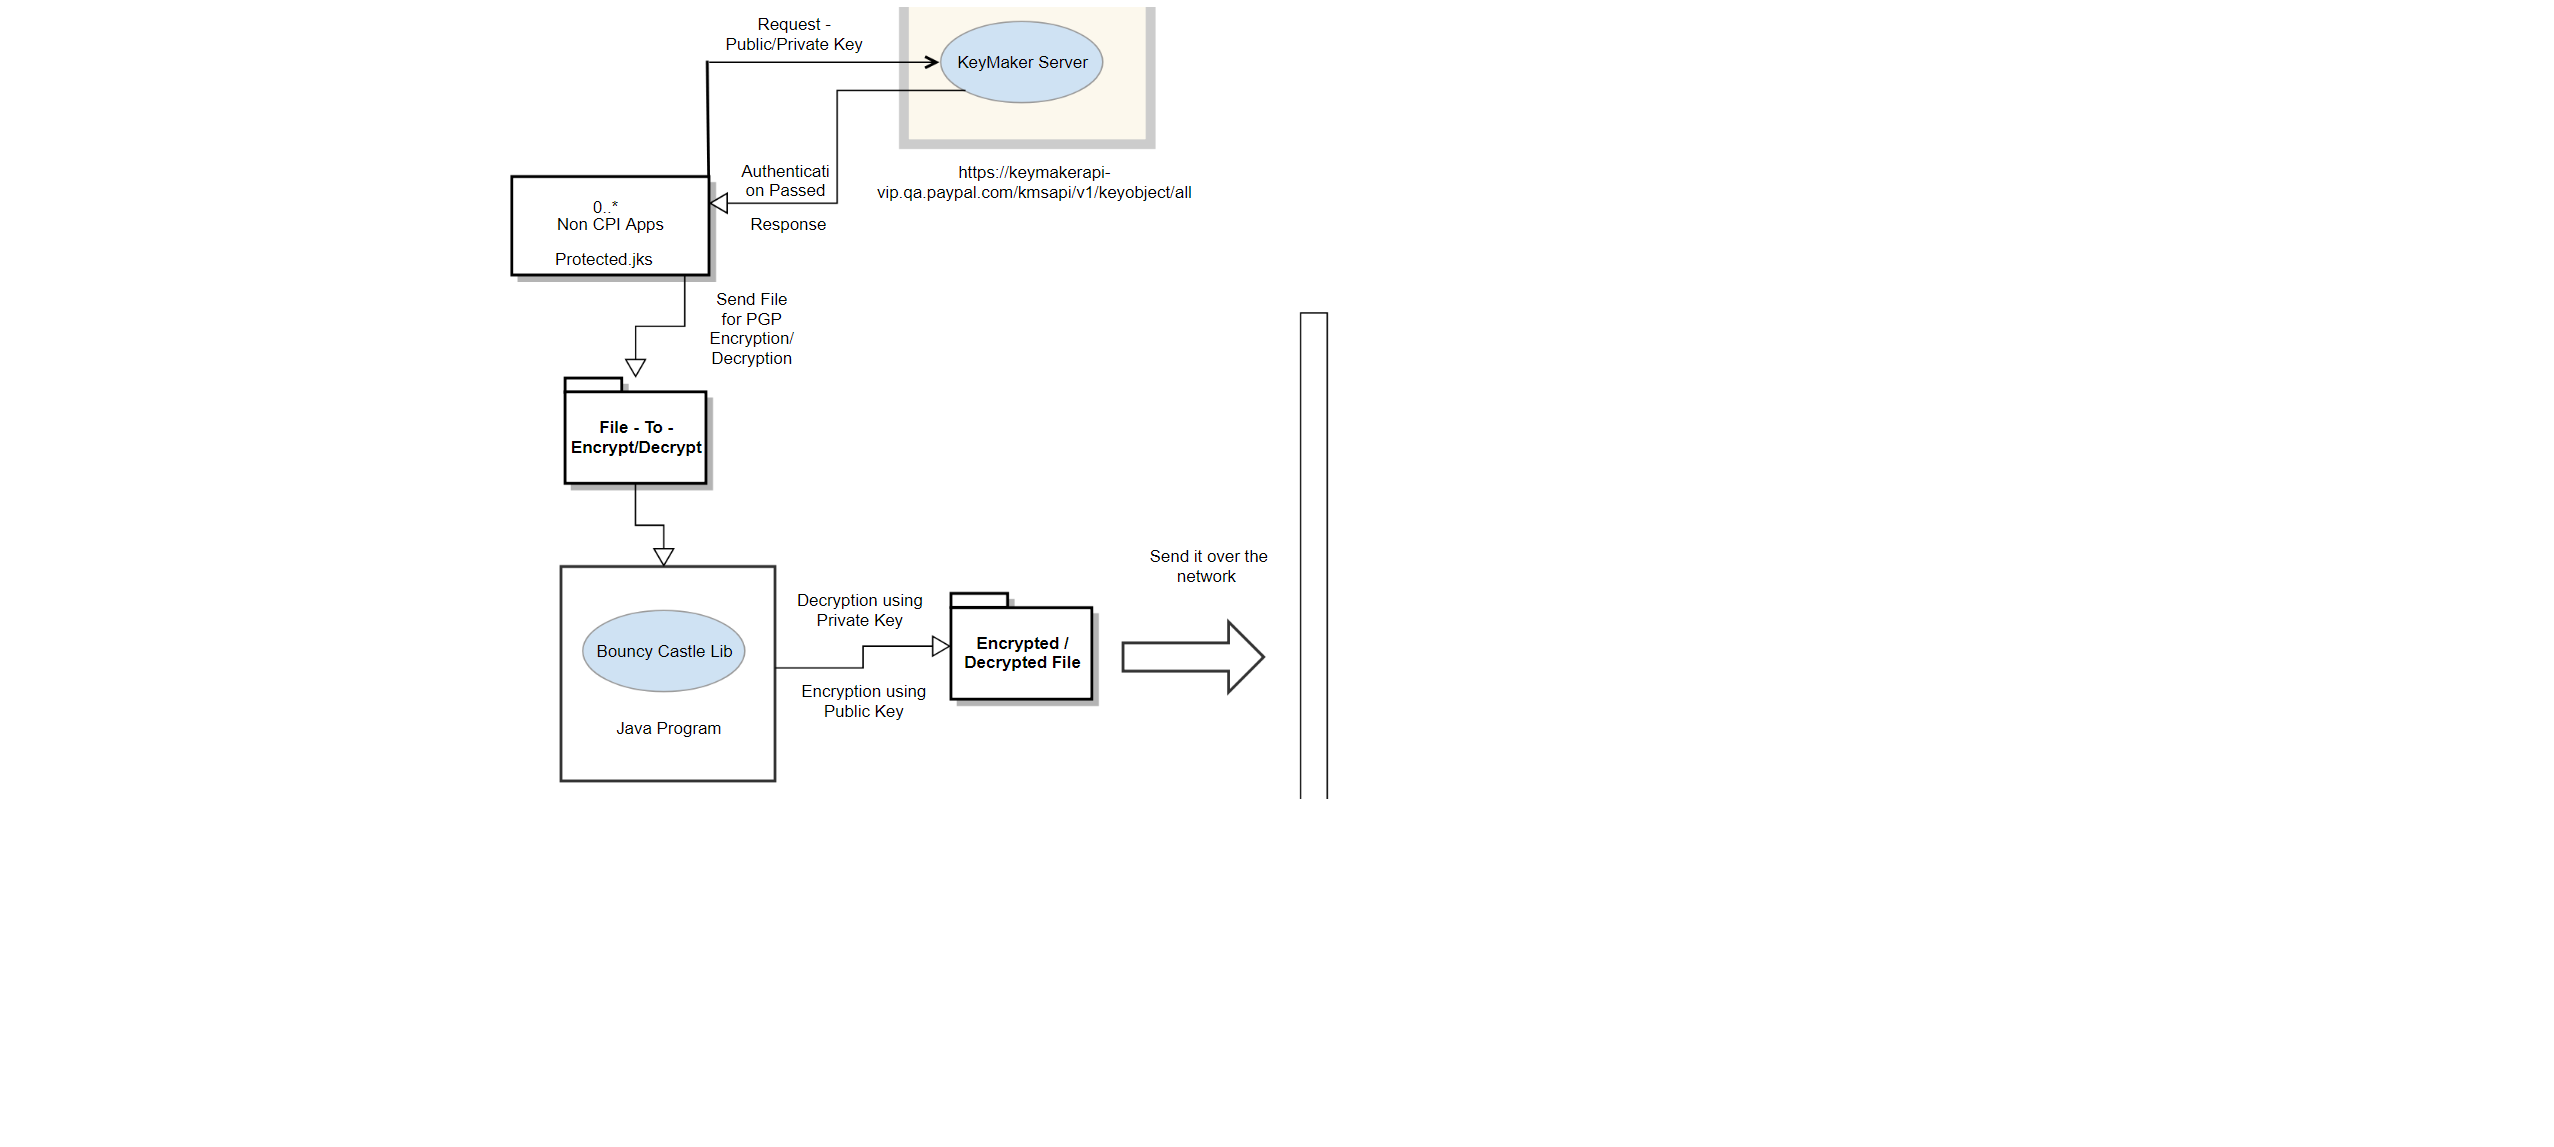 Request -
Public/Private Key
KeyMaker Server
Authenticati
on Passed
Response
https://keymakerapi-
vip.qa.paypal.com/kmsapi/v1/keyobject/all
0..*
Non CPI Apps
Protected.jks
Send File
for PGP
Encryption/
Decryption
File - To -
Encrypt/Decrypt
Bouncy Castle Lib
Java Program
Decryption using
Private Key
Encryption using
Public Key
Encrypted /
Decrypted File
Send it over the
network